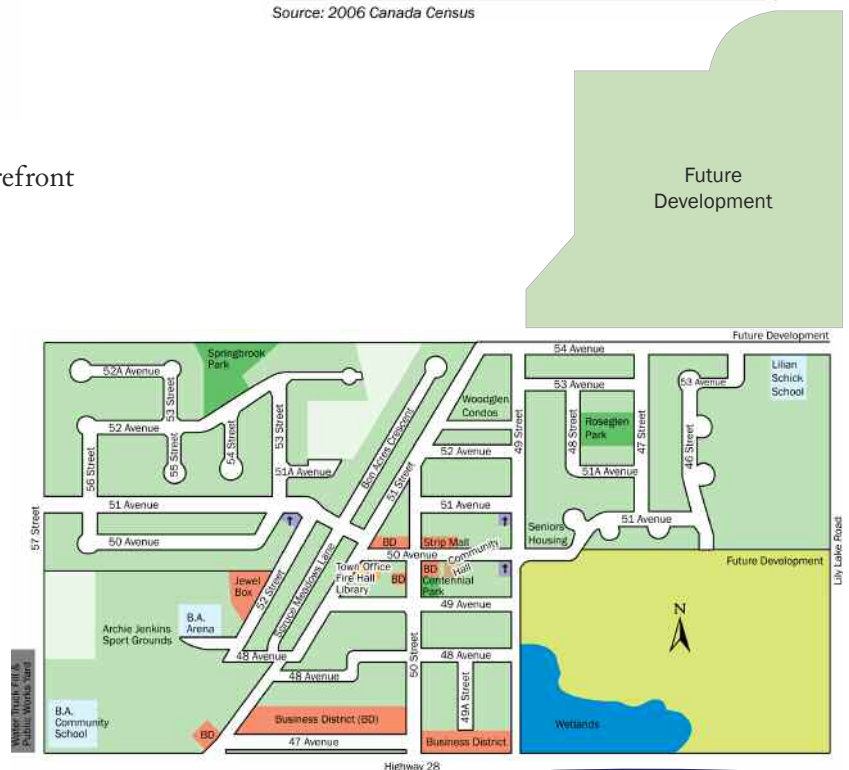 Source: 2006 Canada Census
refront
Future
Development
Future Development
54 Avenue
Springbrook
Park
52A Avenue
53 Street
53 Avenue
53 Avenue
Lilian
Schick
School
Woodglen
Condos
49 Street
48 Street
Roseglen
Park
47 Street
46 Street
52 Avenue
55 Street
54 Street
53 Street
Bon Acres Crescent
51 Street
52 Avenue
56 Street
51A Avenue
51A Avenue
57 Street
51 Avenue
51 Avenue
51 Avenue
Seniors
Housing
50 Avenue
BD
Strip Mall
50 Avenue
Community
Hall
Future Development
Lily Lake Road
Town Office
Fire Hall
Library
BD
BD
Centennial
Park
Jewel
Box
52 Street
Spruce Meadows Lane
49 Avenue
N
B.A.
Arena
Archie Jenkins
Sport Grounds
48 Avenue
48 Avenue
50 Street
48 Avenue
49A Street
Water Truck Fill &
Public Works Yard
B.A.
Community
School
BD
Business District (BD)
47 Avenue
Business District
Wetlands
Highway 28